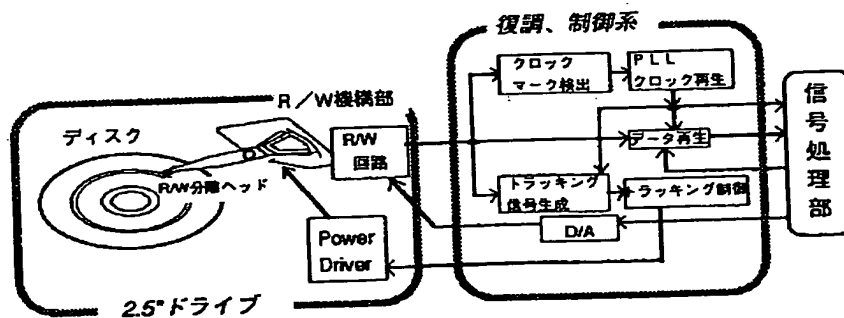 復調、制御系
クロック
マーク検出
PLL
クロック再生
R/W機構部
ディスク
R/W
回路
データ再生
信号処理部
R/W分離ヘッド
トラッキング
信号生成
トラッキング制御
D/A
Power
Driver
2.5"ドライブ